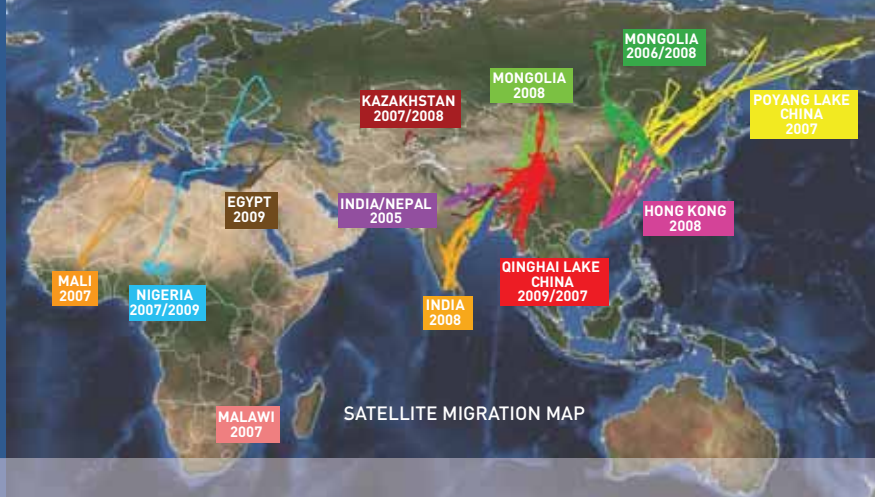 MONGOLIA
2006/2008
MONGOLIA
2008
KAZAKHSTAN
2007/2008
POYANG LAKE
CHINA
2007
EGYPT
2009
INDIA/NEPAL
2005
HONG KONG
2008
MALI
2007
NIGERIA
2007/2009
INDIA
2008
QINGHAI LAKE
CHINA
2009/2007
MALAWI
2007
SATELLITE MIGRATION MAP